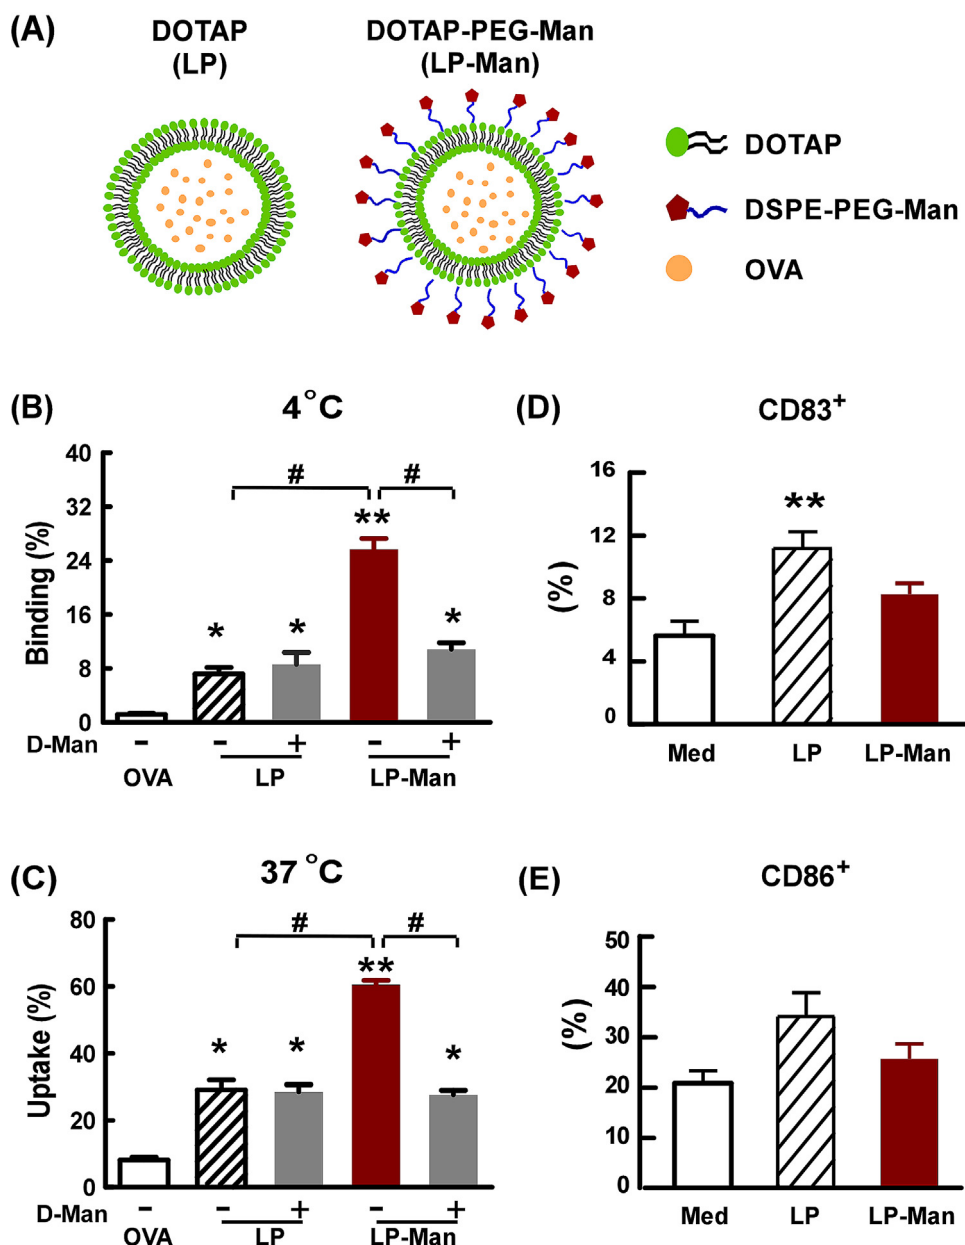 (A)
DOTAP
(LP)
DOTAP-PEG-Man
(LP-Man)
DOTAP
DSPE-PEG-Man
OVA
(B)
4°C
Binding (%)
40
32
24
16
8
0
#
#
*
*
**
*
D-Man
-
-
+
-
+
OVA
LP
LP-Man
(D)
CD83+
(%)
16
12
8
4
0
**
Med
LP
LP-Man
(C)
37 °C
Uptake (%)
80
60
40
20
0
#
#
*
*
**
*
D-Man
-
-
+
-
+
OVA
LP
LP-Man
(E)
CD86+
(%)
50
40
30
20
10
0
Med
LP
LP-Man